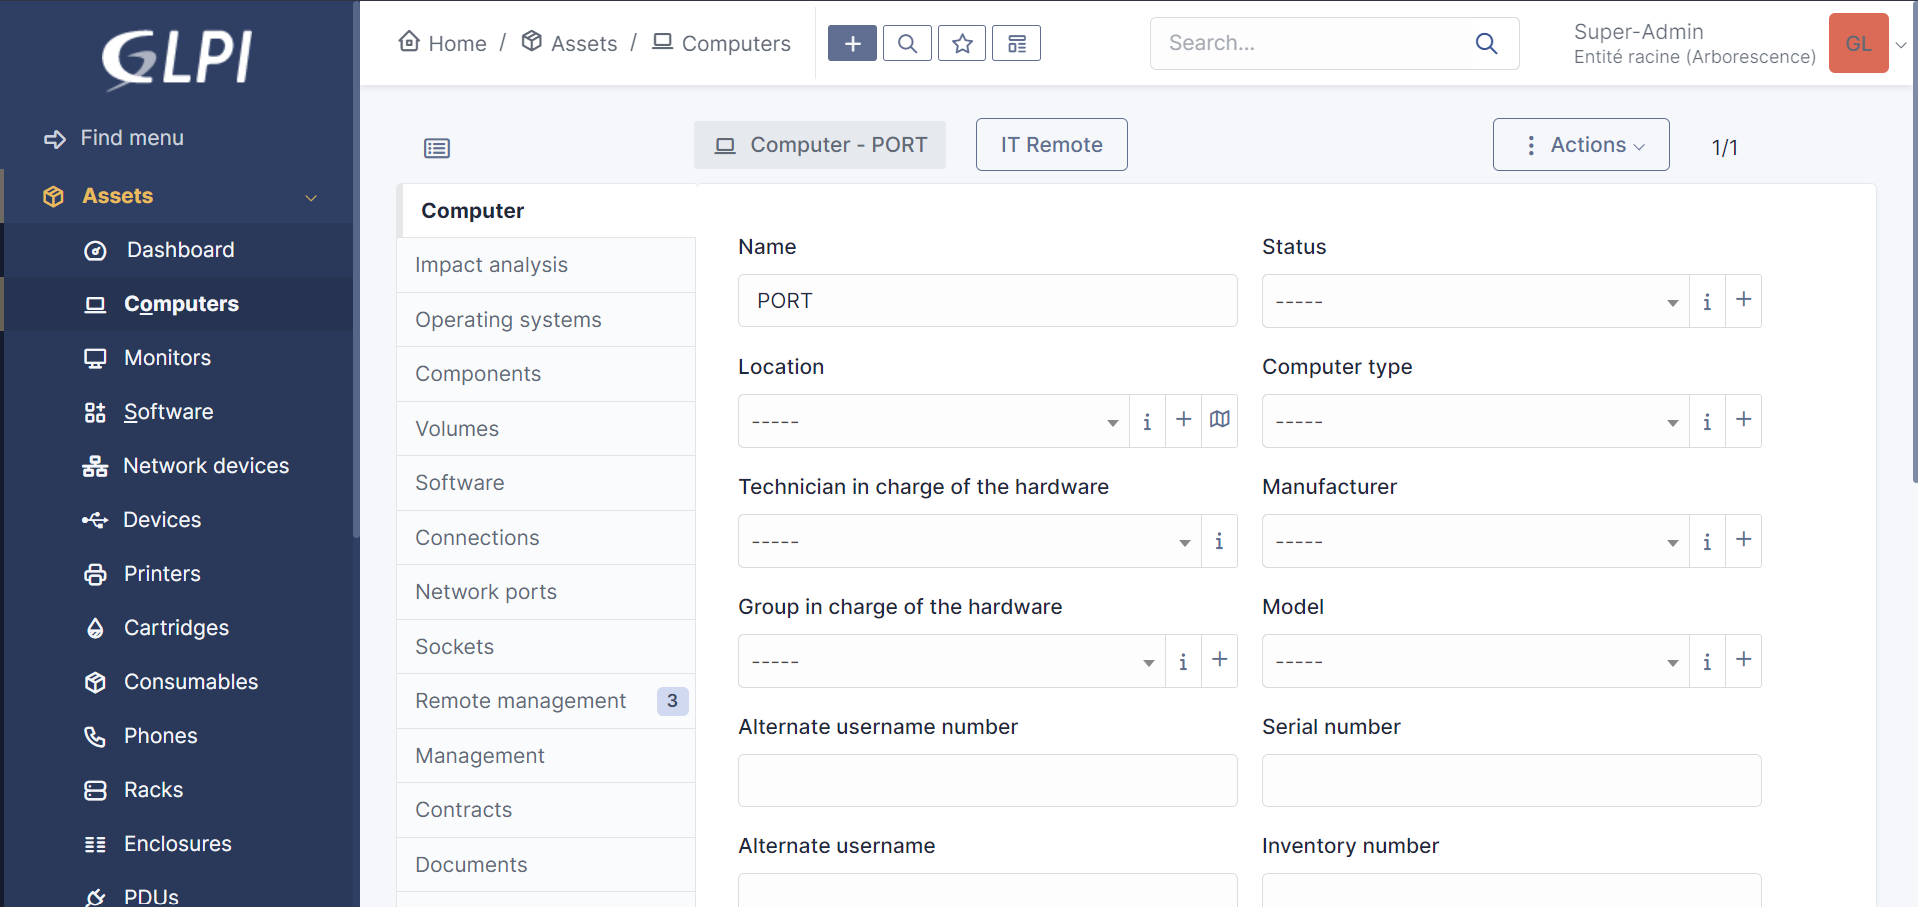 GLPI
Find menu
Assets
Dashboard
Computers
Monitors
Software
Network devices
Devices
Printers
Cartridges
Consumables
Phones
Racks
Enclosures
PDUs
Home / Assets / Computers
Search...
Super-Admin
Entité racine (Arborescence)
GL
Computer - PORT
IT Remote
Actions
1/1
Computer
Impact analysis
Operating systems
Components
Volumes
Software
Connections
Network ports
Sockets
Remote management 3
Management
Contracts
Documents
Name
PORT
Status
-----
Location
-----
Computer type
-----
Technician in charge of the hardware
-----
Manufacturer
-----
Group in charge of the hardware
-----
Model
-----
Alternate username number
Serial number
Alternate username
Inventory number